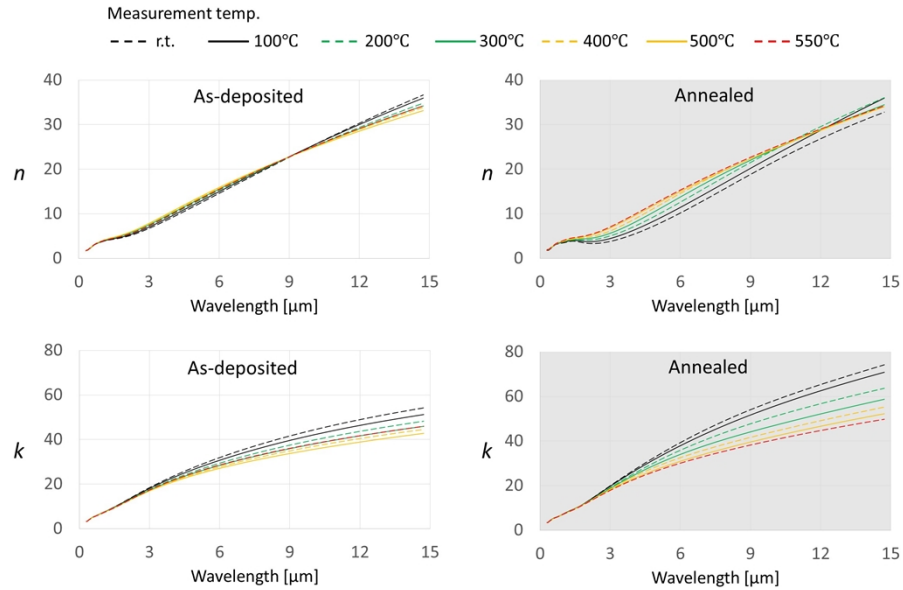 Measurement temp.
r.t. 100℃ 200℃ 300℃ 400℃ 500℃ 550℃
As-deposited
n
40
30
20
10
0
0 3 6 9 12 15
Wavelength [µm]
Annealed
n
40
30
20
10
0
0 3 6 9 12 15
Wavelength [µm]
As-deposited
k
80
60
40
20
0
0 3 6 9 12 15
Wavelength [µm]
Annealed
k
80
60
40
20
0
0 3 6 9 12 15
Wavelength [µm]